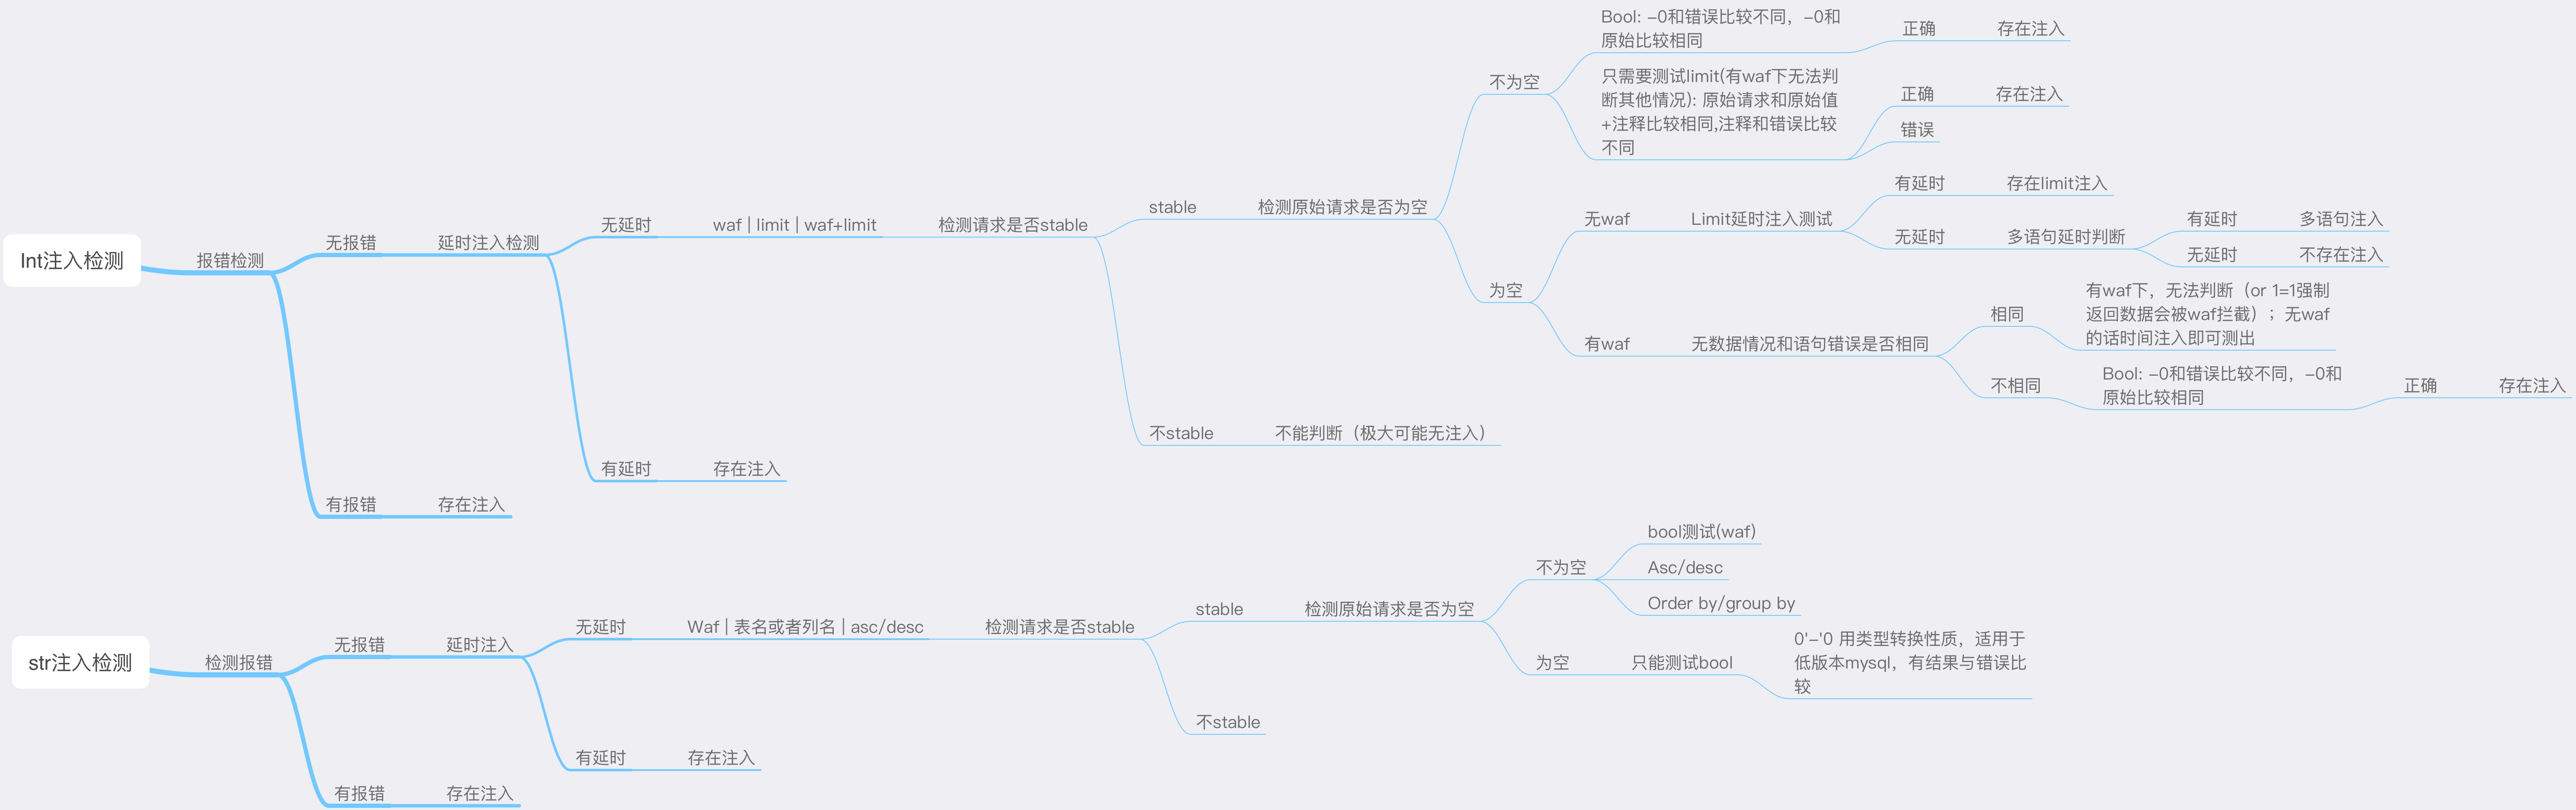 Int注入检测
报错检测
无报错
延时注入检测
无延时
waf | limit | waf+limit
检测请求是否stable
stable
检测原始请求是否为空
不为空
Bool: -0和错误比较不同，-0和
原始比较相同
正确
存在注入
只需要测试limit(有waf下无法判
断其他情况): 原始请求和原始值
+注释比较相同,注释和错误比较
不同
正确
存在注入
错误
为空
无waf
Limit延时注入测试
有延时
存在limit注入
无延时
多语句延时判断
有延时
多语句注入
无延时
不存在注入
有waf
无数据情况和语句错误是否相同
相同
有waf下，无法判断（or 1=1强制
返回数据会被waf拦截）；无waf
的话时间注入即可测出
不相同
Bool: -0和错误比较不同，-0和
原始比较相同
正确
存在注入
不stable
不能判断（极大可能无注入）
有延时
存在注入
有报错
存在注入
str注入检测
检测报错
无报错
延时注入
无延时
Waf | 表名或者列名 | asc/desc
检测请求是否stable
stable
检测原始请求是否为空
不为空
bool测试(waf)
Asc/desc
Order by/group by
为空
只能测试bool
0'-'0 用类型转换性质，适用于
低版本mysql，有结果与错误比
较
不stable
有延时
存在注入
有报错
存在注入